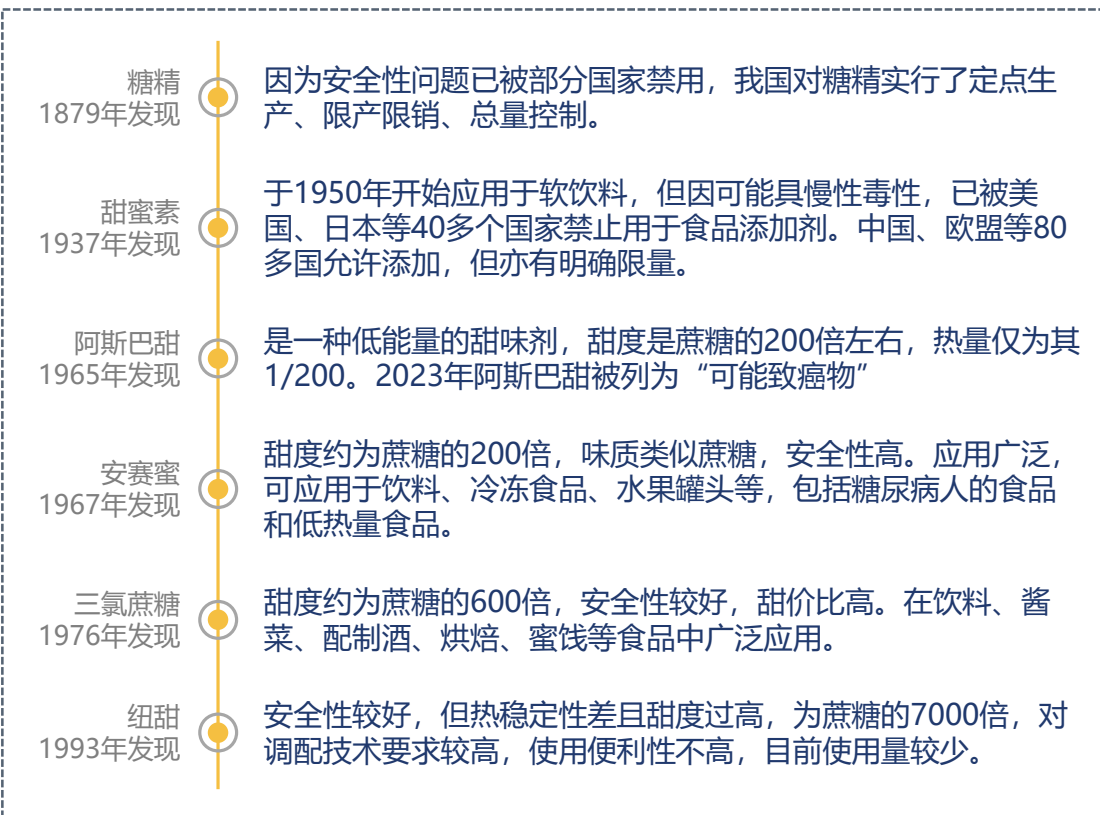 糖精
1879年发现
因为安全性问题已被部分国家禁用，我国对糖精实行了定点生
产、限产限销、总量控制。
甜蜜素
1937年发现
于1950年开始应用于软饮料，但因可能具慢性毒性，已被美
国、日本等40多个国家禁止用于食品添加剂。中国、欧盟等80
多国允许添加，但亦有明确限量。
阿斯巴甜
1965年发现
是一种低能量的甜味剂，甜度是蔗糖的200倍左右，热量仅为其
1/200。2023年阿斯巴甜被列为“可能致癌物”
安赛蜜
1967年发现
甜度约为蔗糖的200倍，味质类似蔗糖，安全性高。应用广泛，
可应用于饮料、冷冻食品、水果罐头等，包括糖尿病人的食品
和低热量食品。
三氯蔗糖
1976年发现
甜度约为蔗糖的600倍，安全性较好，甜价比高。在饮料、酱
菜、配制酒、烘焙、蜜饯等食品中广泛应用。
纽甜
1993年发现
安全性较好，但热稳定性差且甜度过高，为蔗糖的7000倍，对
调配技术要求较高，使用便利性不高，目前使用量较少。